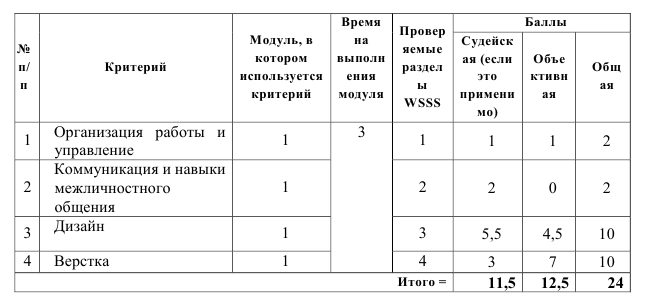 № п/п | Критерий | Модуль, в котором используется критерий | Время на выполнения модуля | Проверяемые разделы WSSS | Баллы
Судейская (если это применимо) | Объективная | Общая
1 | Организация работы и управление | 1 | 3 | 1 | 1 | 1 | 2
2 | Коммуникация и навыки межличностного общения | 1 | 2 | 2 | 0 | 2
3 | Дизайн | 1 | 3 | 5,5 | 4,5 | 10
4 | Верстка | 1 | 4 | 3 | 7 | 10
Итого = | 11,5 | 12,5 | 24